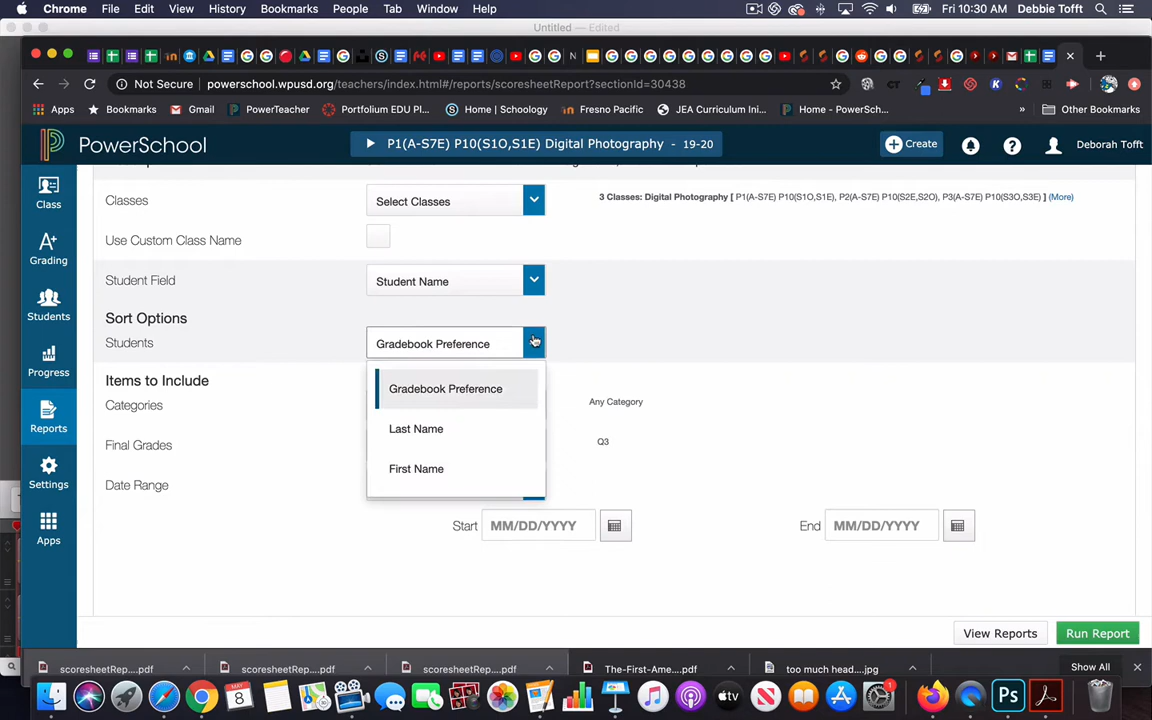 Chrome File Edit View History Bookmarks People Tab Window Help Fri 10:30 AM Debbie Tofft
Untitled — Edited
Not Secure | powerschool.wpusd.org/teachers/index.html#/reports/scoresheetReport?sectionId=30438
Apps Bookmarks Gmail PowerTeacher Portfolium EDU Pl... Home | Schoology Fresno Pacific JEA Curriculum Ini... Home - PowerSch... » Other Bookmarks
PowerSchool P1(A-S7E) P10(S1O,S1E) Digital Photography - 19-20 Create Deborah Tofft
Class
Grading
Students
Progress
Reports
Settings
Apps
Classes Select Classes 3 Classes: Digital Photography [ P1(A-S7E) P10(S1O,S1E), P2(A-S7E) P10(S2E,S2O), P3(A-S7E) P10(S3O,S3E) ] (More)
Use Custom Class Name
Student Field Student Name
Sort Options
Students Gradebook Preference
Gradebook Preference
Last Name
First Name
Items to Include
Categories Any Category
Final Grades Q3
Date Range
Start MM/DD/YYYY End MM/DD/YYYY
View Reports Run Report
scoresheetRep....pdf scoresheetRep....pdf scoresheetRep....pdf The-First-Ame....pdf too much head....jpg Show All
MAY 8 tv 1 Ps